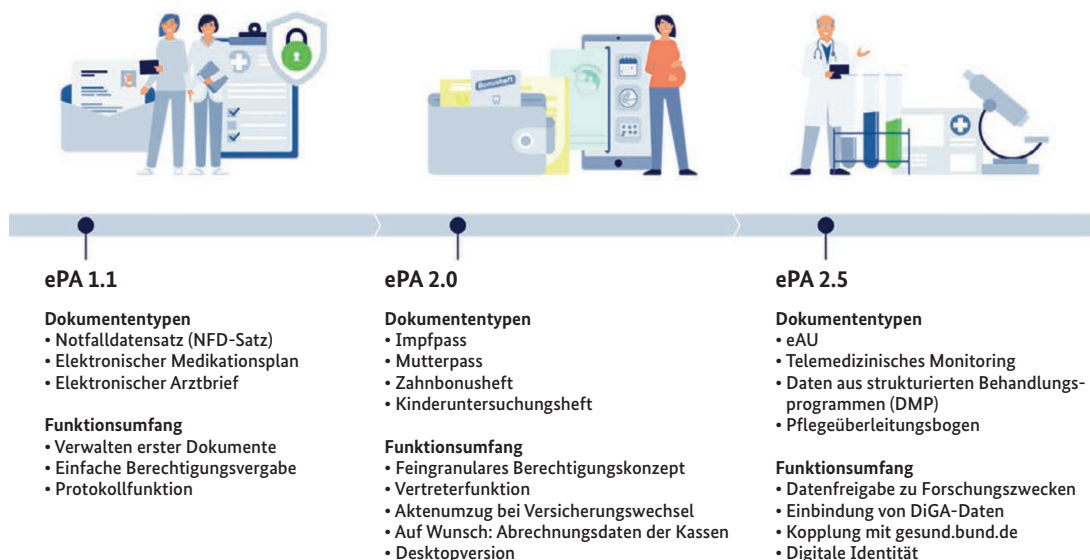 Bonusheft
ePA 1.1
Dokumententypen
• Notfalldatensatz (NFD-Satz)
• Elektronischer Medikationsplan
• Elektronischer Arztbrief
Funktionsumfang
• Verwalten erster Dokumente
• Einfache Berechtigungsvergabe
• Protokollfunktion
ePA 2.0
Dokumententypen
• Impfpass
• Mutterpass
• Zahnbonusheft
• Kinderuntersuchungsheft
Funktionsumfang
• Feingranulares Berechtigungskonzept
• Vertreterfunktion
• Aktenumzug bei Versicherungswechsel
• Auf Wunsch: Abrechnungsdaten der Kassen
• Desktopversion
ePA 2.5
Dokumententypen
• eAU
• Telemedizinisches Monitoring
• Daten aus strukturierten Behandlungs-
programmen (DMP)
• Pflegeüberleitungsbogen
Funktionsumfang
• Datenfreigabe zu Forschungszwecken
• Einbindung von DiGA-Daten
• Kopplung mit gesund.bund.de
• Digitale Identität